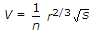 V = 1/n r^2/3 √s